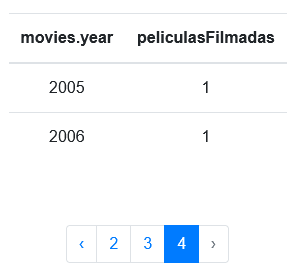 movies.year peliculasFilmadas
2005 1
2006 1
‹ 2 3 4 ›